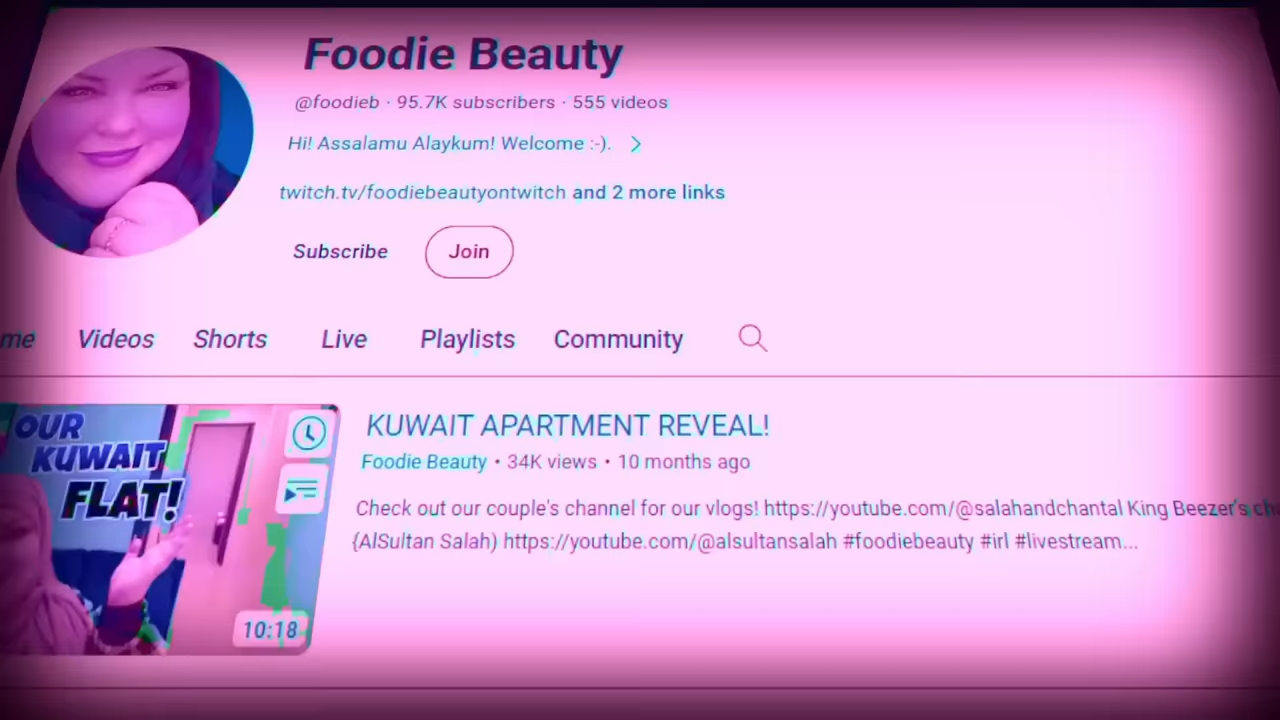 Foodie Beauty
@foodieb · 95.7K subscribers · 555 videos
Hi! Assalamu Alaykum! Welcome :-).
twitch.tv/foodiebeautyontwitch and 2 more links
Subscribe Join
me Videos Shorts Live Playlists Community
OUR
KUWAIT
FLAT!
10:18
KUWAIT APARTMENT REVEAL!
Foodie Beauty • 34K views • 10 months ago
Check out our couple's channel for our vlogs! https://youtube.com/@salahandchantal King Beezer's ch
(AlSultan Salah) https://youtube.com/@alsultansalah #foodiebeauty #irl #livestream...